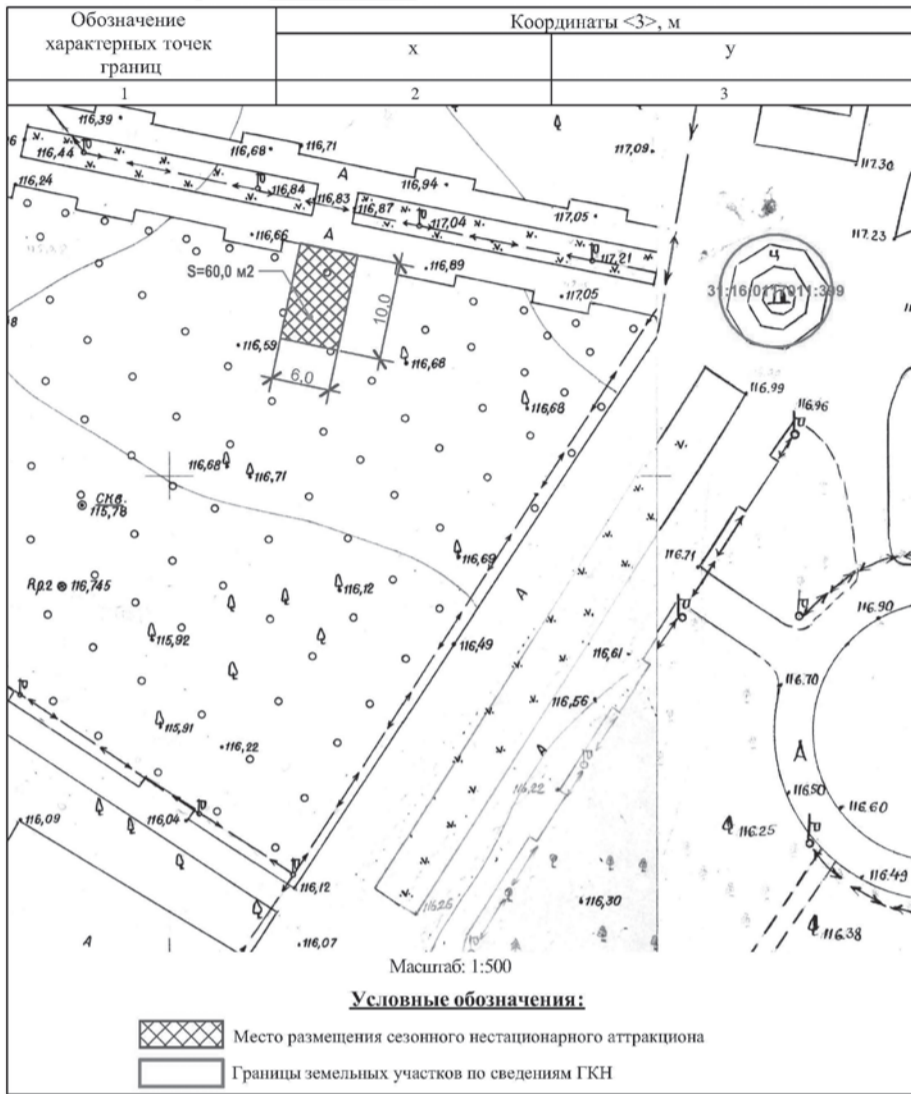 Обозначение
характерных точек
границ
Координаты <3>, м
x
y
1
2
3
116,39
116,44
116,68
116,71
117,09
117.30
116,24
116,84
116,83
116,87
116,94
A
117,04
117,05
117.23
116,66
A
116,89
117,21
ц
S=60,0 м2
117,05
116,59
10,0
116,68
6,0
116,68
116.99
116.96
116,68
116,71
СКВ.
115,78
116,69
116.71
Rp.2
116,745
116,12
A
116.90
115,92
116,49
116,61
116.70
115,91
116,56
116,22
A
A
116,22
116.50
116.60
116,09
116,04
116.25
116.49
116,12
116,26
116,30
116.38
A
116,07
Масштаб: 1:500
Условные обозначения:
Место размещения сезонного нестационарного аттракциона
Границы земельных участков по сведениям ГКН